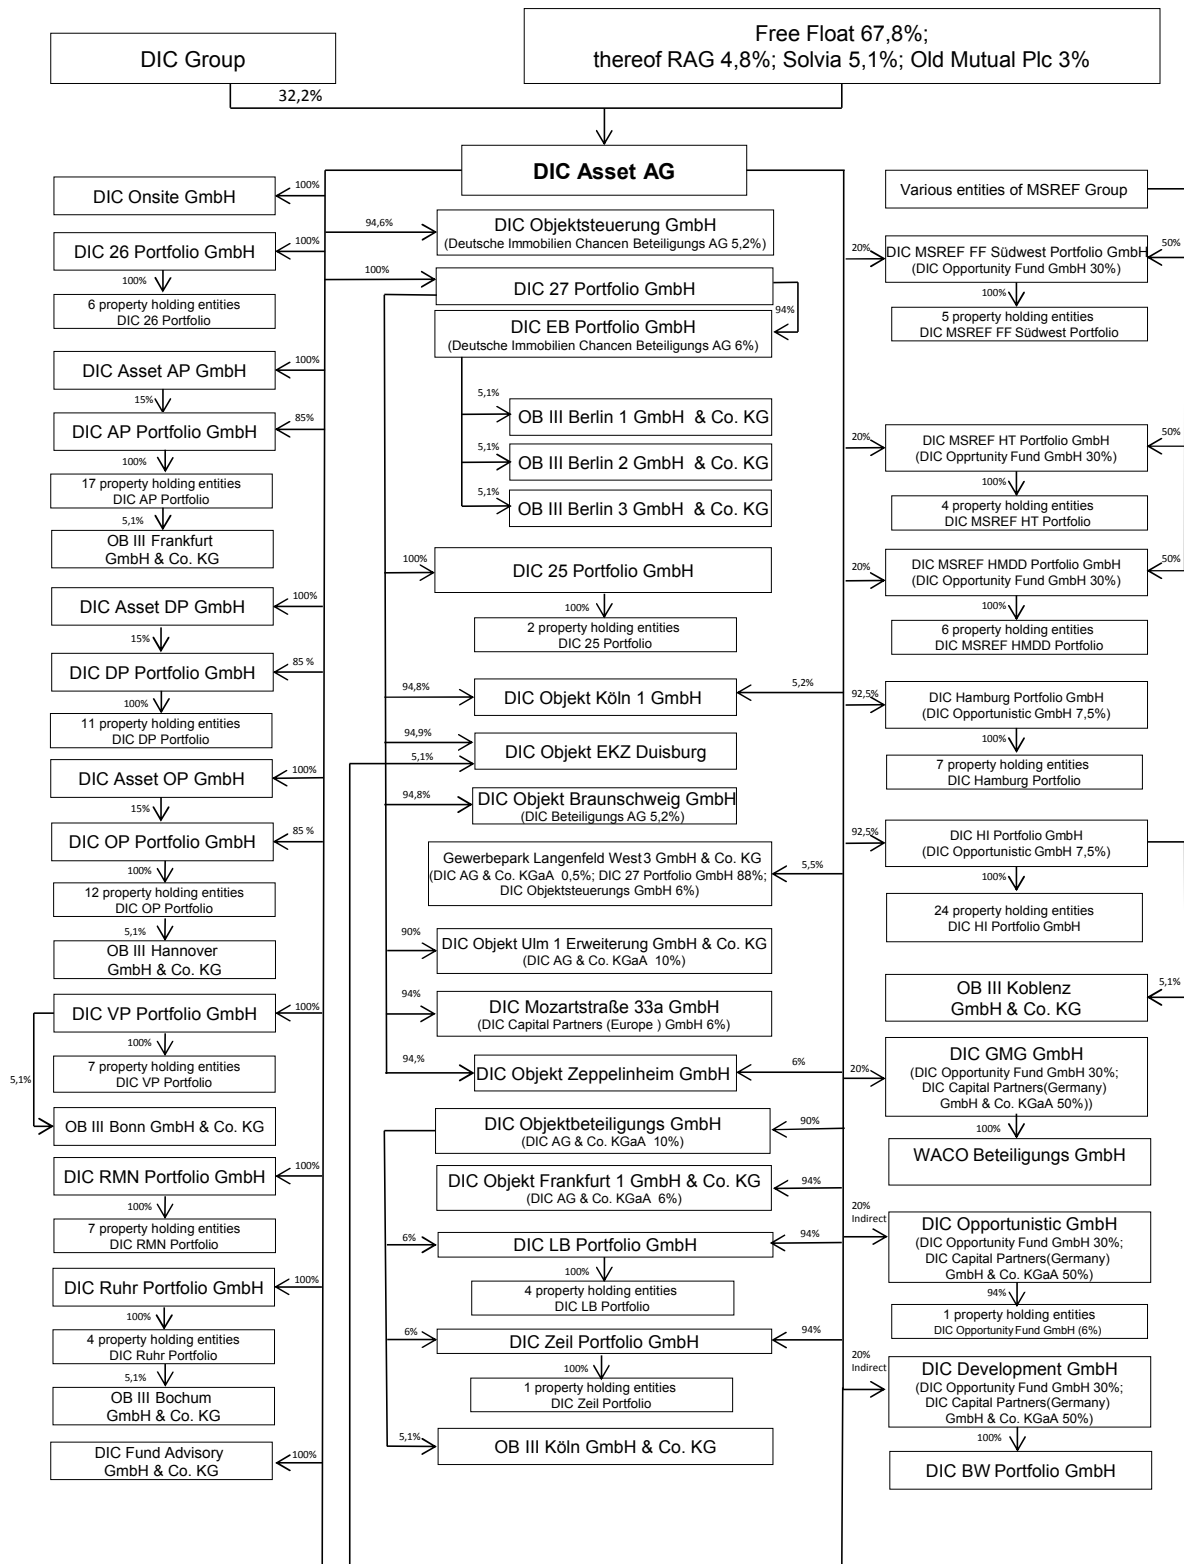 DIC Group
Free Float 67,8%;
thereof RAG 4,8%; Solvia 5,1%; Old Mutual Plc 3%
32,2%
DIC Asset AG
100%
DIC Onsite GmbH
100%
DIC 26 Portfolio GmbH
100%
6 property holding entities
DIC 26 Portfolio
100%
DIC Asset AP GmbH
15%
85%
DIC AP Portfolio GmbH
100%
17 property holding entities
DIC AP Portfolio
5,1%
OB III Frankfurt
GmbH & Co. KG
100%
DIC Asset DP GmbH
15%
85 %
DIC DP Portfolio GmbH
100%
11 property holding entities
DIC DP Portfolio
100%
DIC Asset OP GmbH
15%
85 %
DIC OP Portfolio GmbH
100%
12 property holding entities
DIC OP Portfolio
5,1%
OB III Hannover
GmbH & Co. KG
100%
DIC VP Portfolio GmbH
100%
7 property holding entities
DIC VP Portfolio
5,1%
OB III Bonn GmbH & Co. KG
100%
DIC RMN Portfolio GmbH
100%
7 property holding entities
DIC RMN Portfolio
100%
DIC Ruhr Portfolio GmbH
100%
4 property holding entities
DIC Ruhr Portfolio
5,1%
OB III Bochum
GmbH & Co. KG
100%
DIC Fund Advisory
GmbH & Co. KG
94,6%
DIC Objektsteuerung GmbH
(Deutsche Immobilien Chancen Beteiligungs AG 5,2%)
100%
DIC 27 Portfolio GmbH
94%
DIC EB Portfolio GmbH
(Deutsche Immobilien Chancen Beteiligungs AG 6%)
5,1%
OB III Berlin 1 GmbH & Co. KG
5,1%
OB III Berlin 2 GmbH & Co. KG
5,1%
OB III Berlin 3 GmbH & Co. KG
100%
DIC 25 Portfolio GmbH
100%
2 property holding entities
DIC 25 Portfolio
94,8%
DIC Objekt Köln 1 GmbH
5,2%
94,9%
5,1%
DIC Objekt EKZ Duisburg
94,8%
DIC Objekt Braunschweig GmbH
(DIC Beteiligungs AG 5,2%)
Gewerbepark Langenfeld West3 GmbH & Co. KG
(DIC AG & Co. KGaA 0,5%; DIC 27 Portfolio GmbH 88%;
DIC Objektsteuerungs GmbH 6%)
5,5%
90%
DIC Objekt Ulm 1 Erweiterung GmbH & Co. KG
(DIC AG & Co. KGaA 10%)
94%
DIC Mozartstraße 33a GmbH
(DIC Capital Partners (Europe ) GmbH 6%)
94,%
DIC Objekt Zeppelinheim GmbH
6%
DIC Objektbeteiligungs GmbH
(DIC AG & Co. KGaA 10%)
90%
DIC Objekt Frankfurt 1 GmbH & Co. KG
(DIC AG & Co. KGaA 6%)
94%
6%
DIC LB Portfolio GmbH
94%
100%
4 property holding entities
DIC LB Portfolio
6%
DIC Zeil Portfolio GmbH
94%
100%
1 property holding entities
DIC Zeil Portfolio
5,1%
OB III Köln GmbH & Co. KG
Various entities of MSREF Group
20%
DIC MSREF FF Südwest Portfolio GmbH
(DIC Opportunity Fund GmbH 30%)
50%
100%
5 property holding entities
DIC MSREF FF Südwest Portfolio
20%
DIC MSREF HT Portfolio GmbH
(DIC Opprtunity Fund GmbH 30%)
50%
100%
4 property holding entities
DIC MSREF HT Portfolio
20%
DIC MSREF HMDD Portfolio GmbH
(DIC Opportunity Fund GmbH 30%)
50%
100%
6 property holding entities
DIC MSREF HMDD Portfolio
92,5%
DIC Hamburg Portfolio GmbH
(DIC Opportunistic GmbH 7,5%)
100%
7 property holding entities
DIC Hamburg Portfolio
92,5%
DIC HI Portfolio GmbH
(DIC Opportunistic GmbH 7,5%)
100%
24 property holding entities
DIC HI Portfolio GmbH
OB III Koblenz
GmbH & Co. KG
5,1%
20%
DIC GMG GmbH
(DIC Opportunity Fund GmbH 30%;
DIC Capital Partners(Germany)
GmbH & Co. KGaA 50%))
100%
WACO Beteiligungs GmbH
20%
Indirect
DIC Opportunistic GmbH
(DIC Opportunity Fund GmbH 30%;
DIC Capital Partners(Germany)
GmbH & Co. KGaA 50%)
94%
1 property holding entities
DIC Opportunity Fund GmbH (6%)
20%
Indirect
DIC Development GmbH
(DIC Opportunity Fund GmbH 30%;
DIC Capital Partners(Germany)
GmbH & Co. KGaA 50%)
100%
DIC BW Portfolio GmbH